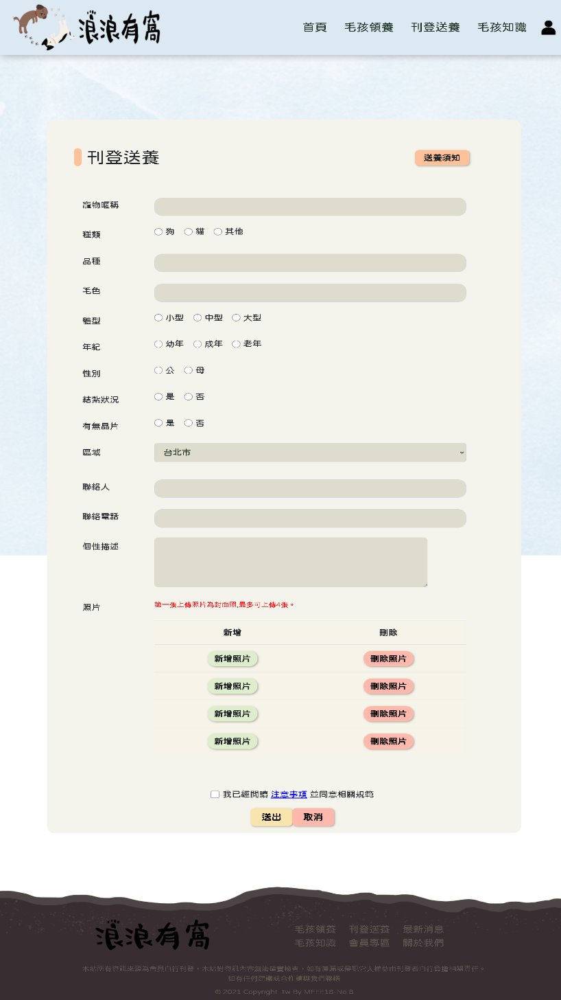 浪浪有窩
首頁 毛孩領養 刊登送養 毛孩知識
刊登送養
送養須知
寵物暱稱
種類
狗 貓 其他
品種
毛色
體型
小型 中型 大型
年紀
幼年 成年 老年
性別
公 母
結紮狀況
是 否
有無晶片
是 否
區域
台北市
聯絡人
聯絡電話
個性描述
照片
第一張上傳照片為封面照,最多可上傳4張。
新增 刪除
新增照片 刪除照片
新增照片 刪除照片
新增照片 刪除照片
新增照片 刪除照片
我已經閱讀 注意事項 並同意相關規範
送出 取消
浪浪有窩
毛孩領養 刊登送養 最新消息
毛孩知識 會員專區 關於我們
本站所有資訊來源為會員自行刊登，本站對資訊內容無法確實檢查，如有遺漏或侵犯它人權益由刊登者自行負擔相關責任。
如有任何建議或合作請與我們聯絡
© 2021 Copyright .tw By MFEE18-No.8